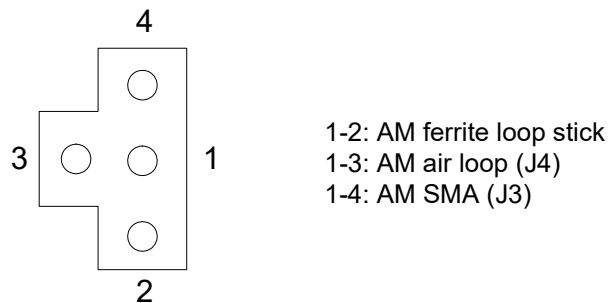 4
3
1
2
1-2: AM ferrite loop stick
1-3: AM air loop (J4)
1-4: AM SMA (J3)